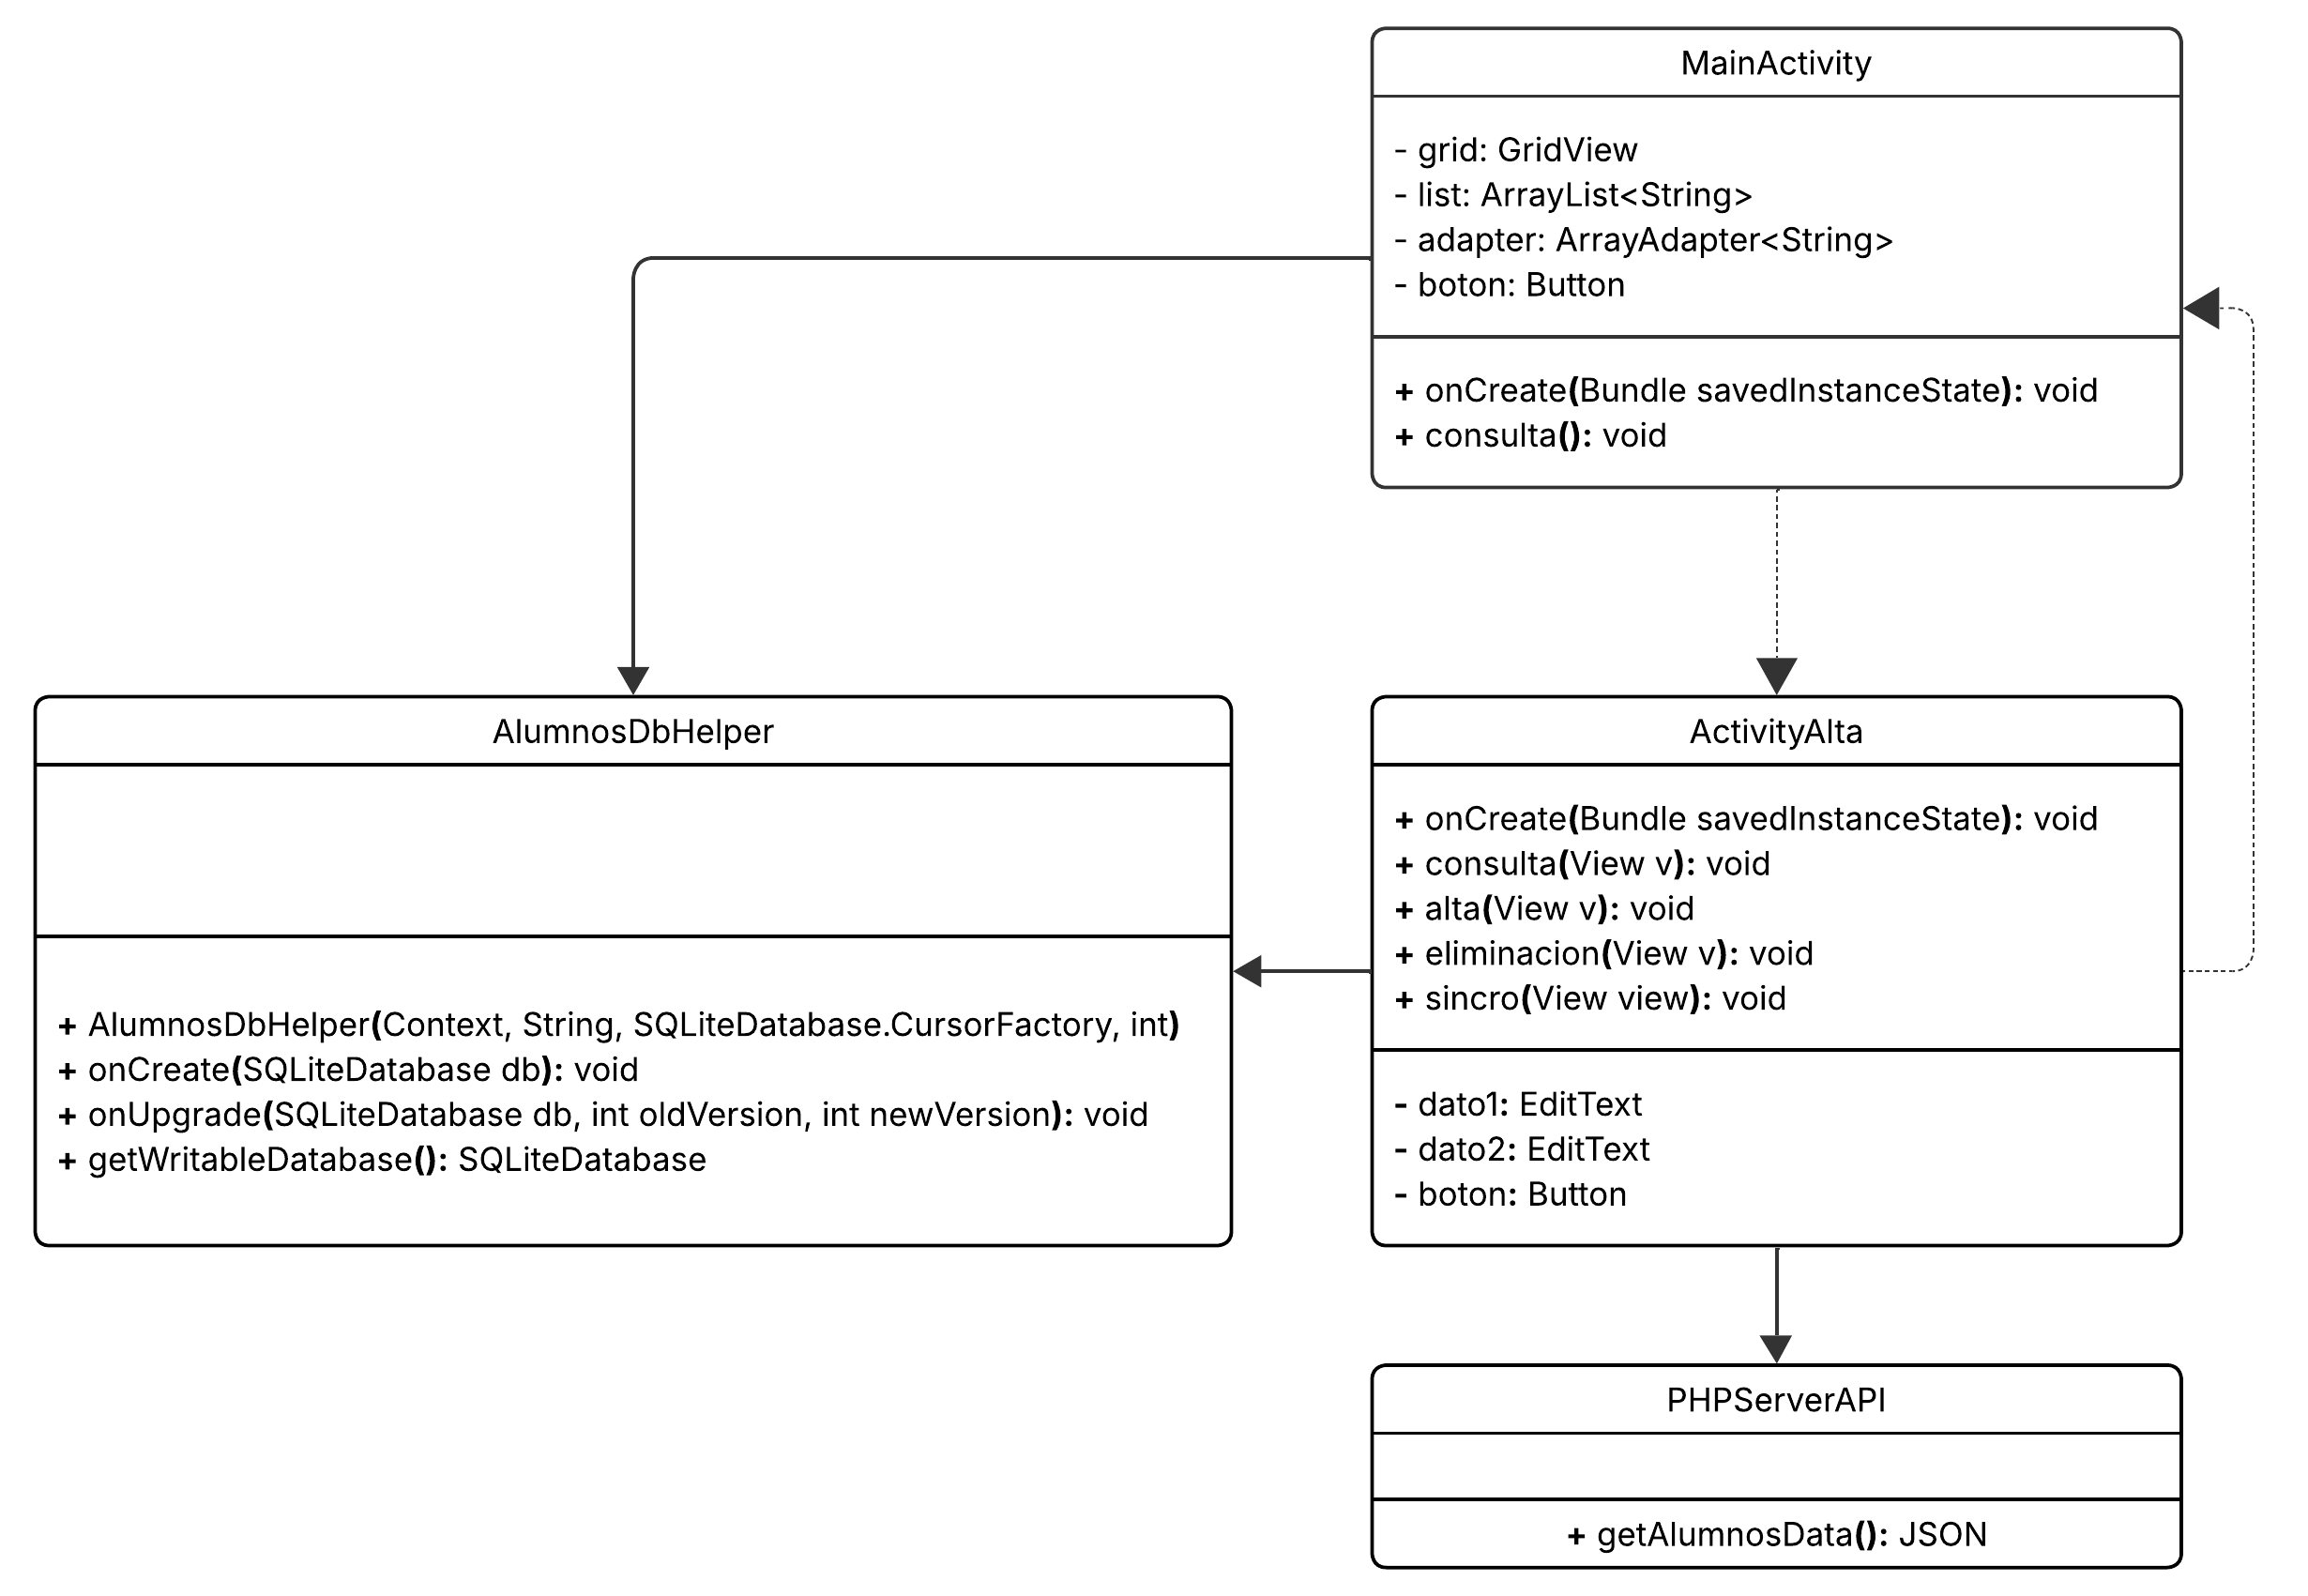 MainActivity
- grid: GridView
- list: ArrayList<String>
- adapter: ArrayAdapter<String>
- boton: Button
+ onCreate(Bundle savedInstanceState): void
+ consulta(): void
AlumnosDbHelper
+ AlumnosDbHelper(Context, String, SQLiteDatabase.CursorFactory, int)
+ onCreate(SQLiteDatabase db): void
+ onUpgrade(SQLiteDatabase db, int oldVersion, int newVersion): void
+ getWritableDatabase(): SQLiteDatabase
ActivityAlta
+ onCreate(Bundle savedInstanceState): void
+ consulta(View v): void
+ alta(View v): void
+ eliminacion(View v): void
+ sincro(View view): void
- dato1: EditText
- dato2: EditText
- boton: Button
PHPServerAPI
+ getAlumnosData(): JSON